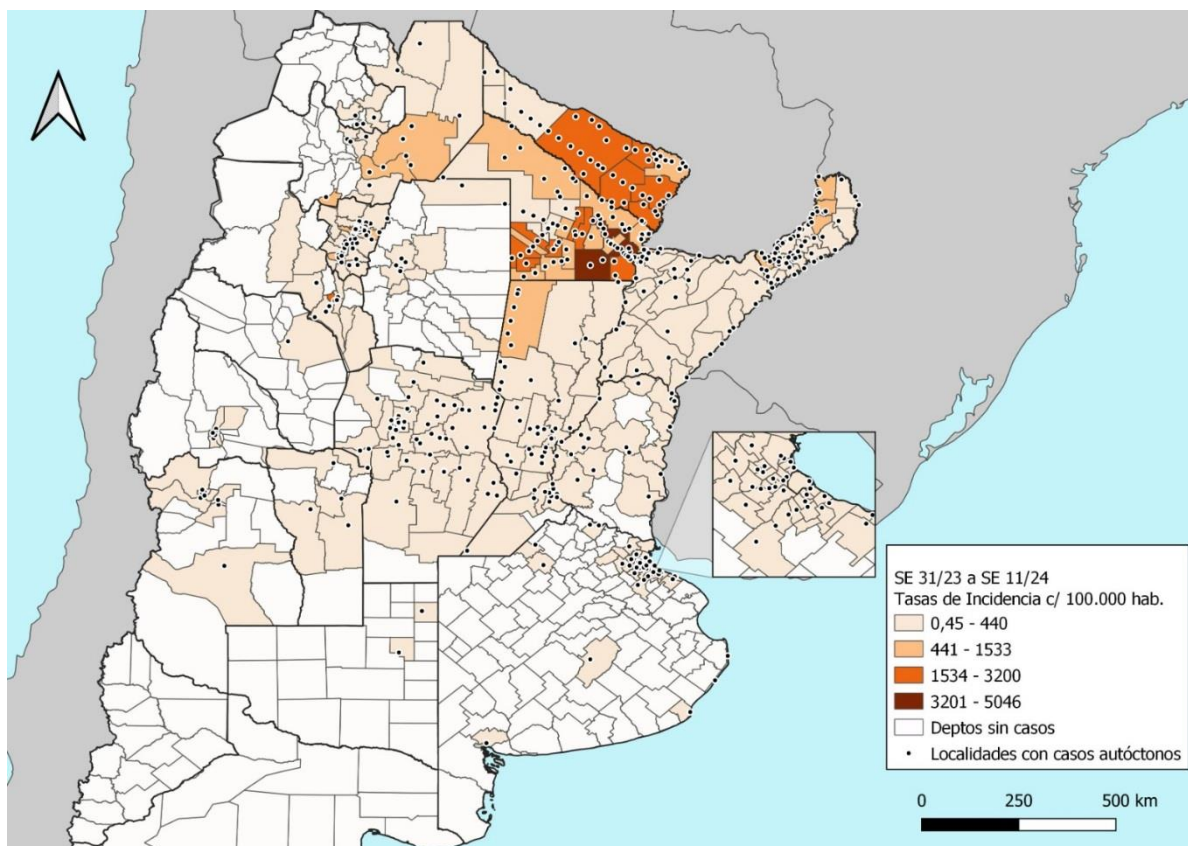 SE 31/23 a SE 11/24
Tasas de Incidencia c/ 100.000 hab.
0,45 - 440
441 - 1533
1534 - 3200
3201 - 5046
Deptos sin casos
Localidades con casos autóctonos
0 250 500 km